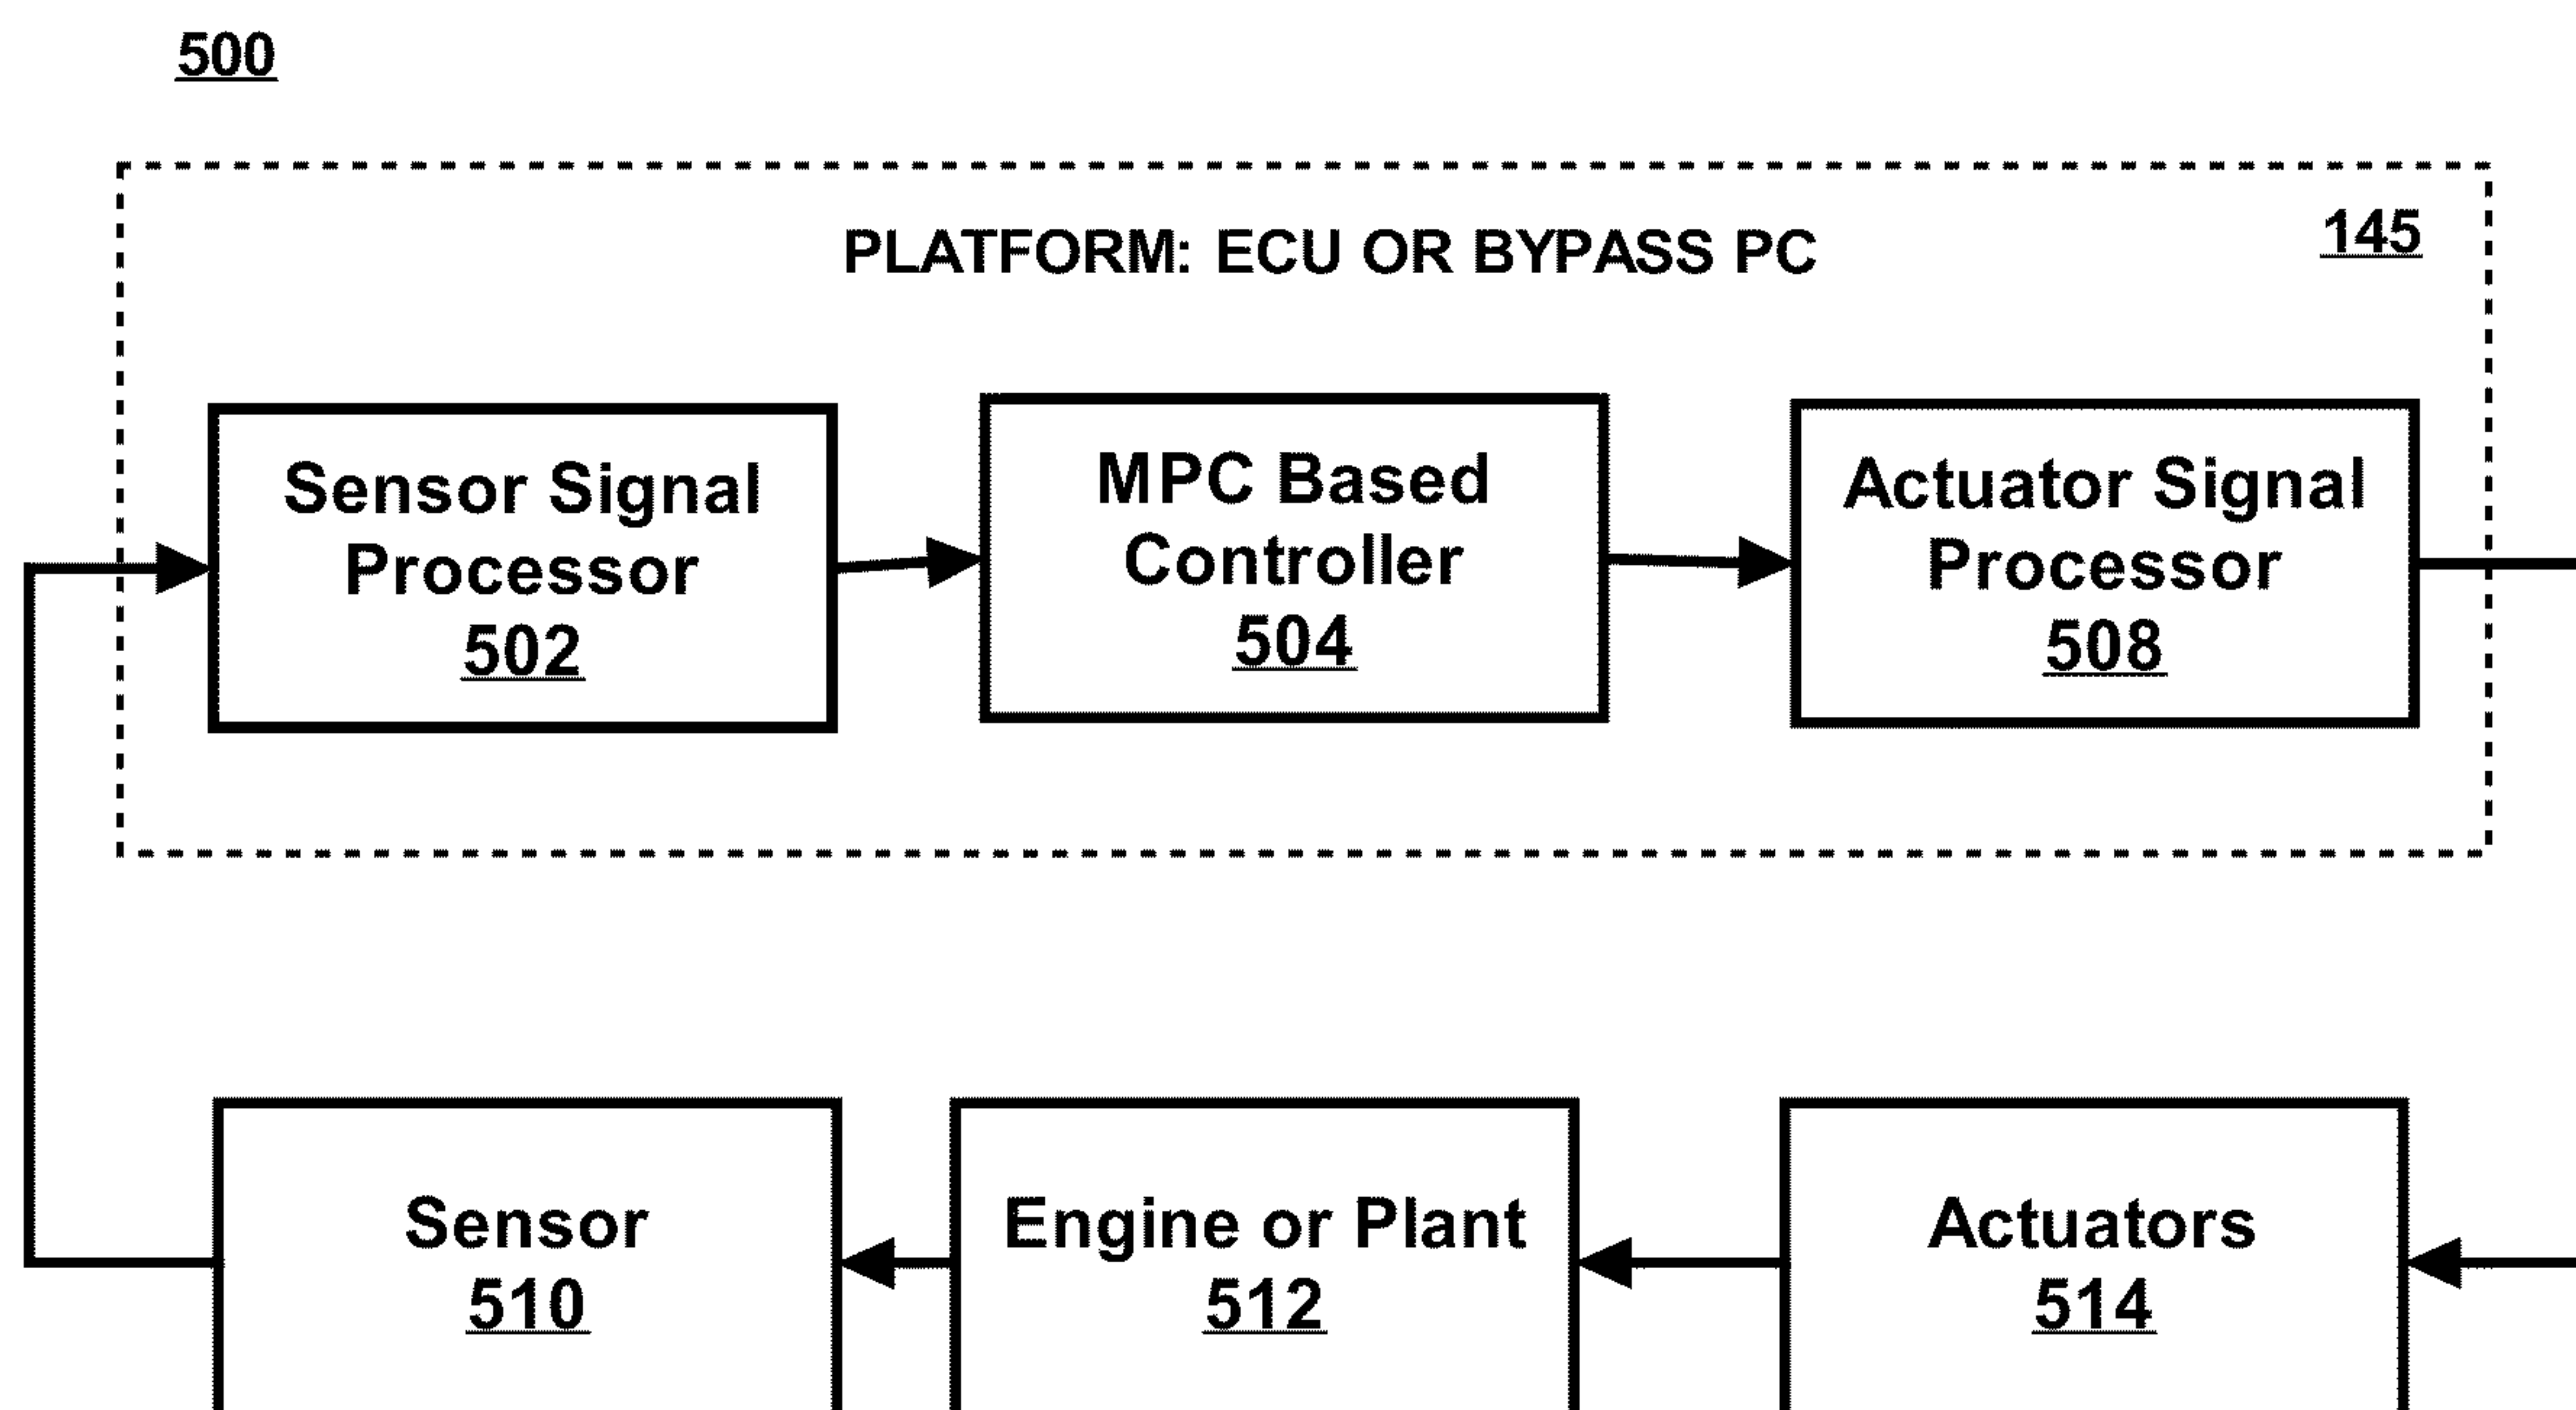 500
PLATFORM: ECU OR BYPASS PC
145
Sensor Signal
Processor
502
MPC Based
Controller
504
Actuator Signal
Processor
508
Sensor
510
Engine or Plant
512
Actuators
514